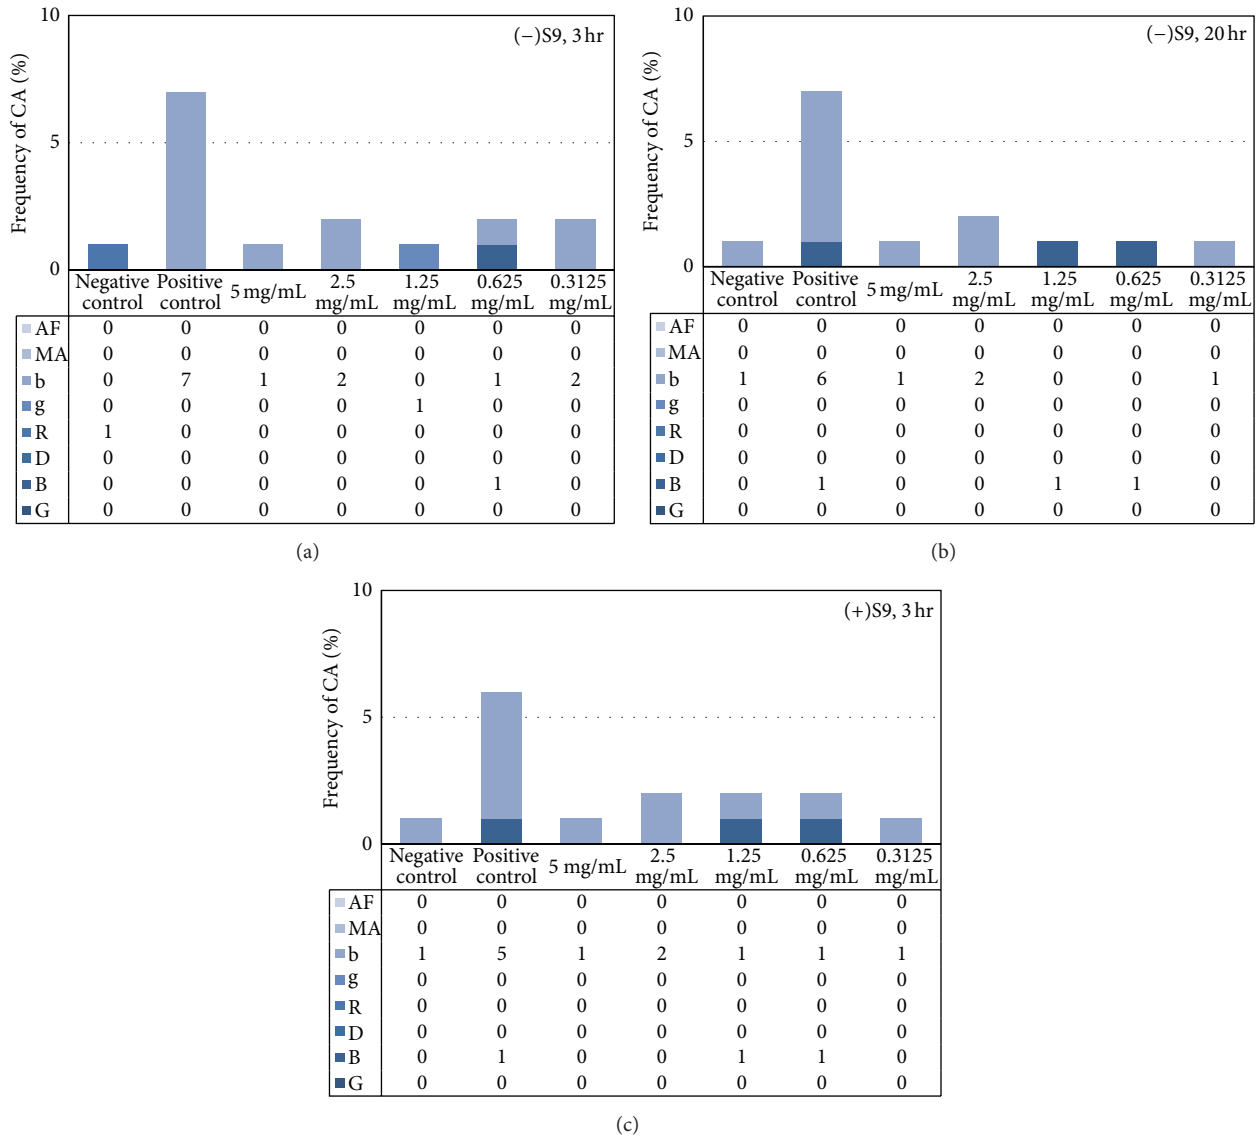 10
(−)S9, 3 hr
Frequency of CA (%)
5
0
Negative control Positive control 5 mg/mL 2.5 mg/mL 1.25 mg/mL 0.625 mg/mL 0.3125 mg/mL
AF 0 0 0 0 0 0 0
MA 0 0 0 0 0 0 0
b 0 7 1 2 0 1 2
g 0 0 0 0 1 0 0
R 1 0 0 0 0 0 0
D 0 0 0 0 0 0 0
B 0 0 0 0 0 1 0
G 0 0 0 0 0 0 0
(a)
10
(−)S9, 20 hr
Frequency of CA (%)
5
0
Negative control Positive control 5 mg/mL 2.5 mg/mL 1.25 mg/mL 0.625 mg/mL 0.3125 mg/mL
AF 0 0 0 0 0 0 0
MA 0 0 0 0 0 0 0
b 1 6 1 2 0 0 1
g 0 0 0 0 0 0 0
R 0 0 0 0 0 0 0
D 0 0 0 0 0 0 0
B 0 1 0 0 1 1 0
G 0 0 0 0 0 0 0
(b)
10
(+)S9, 3 hr
Frequency of CA (%)
5
0
Negative control Positive control 5 mg/mL 2.5 mg/mL 1.25 mg/mL 0.625 mg/mL 0.3125 mg/mL
AF 0 0 0 0 0 0 0
MA 0 0 0 0 0 0 0
b 1 5 1 2 1 1 1
g 0 0 0 0 0 0 0
R 0 0 0 0 0 0 0
D 0 0 0 0 0 0 0
B 0 1 0 0 1 1 0
G 0 0 0 0 0 0 0
(c)